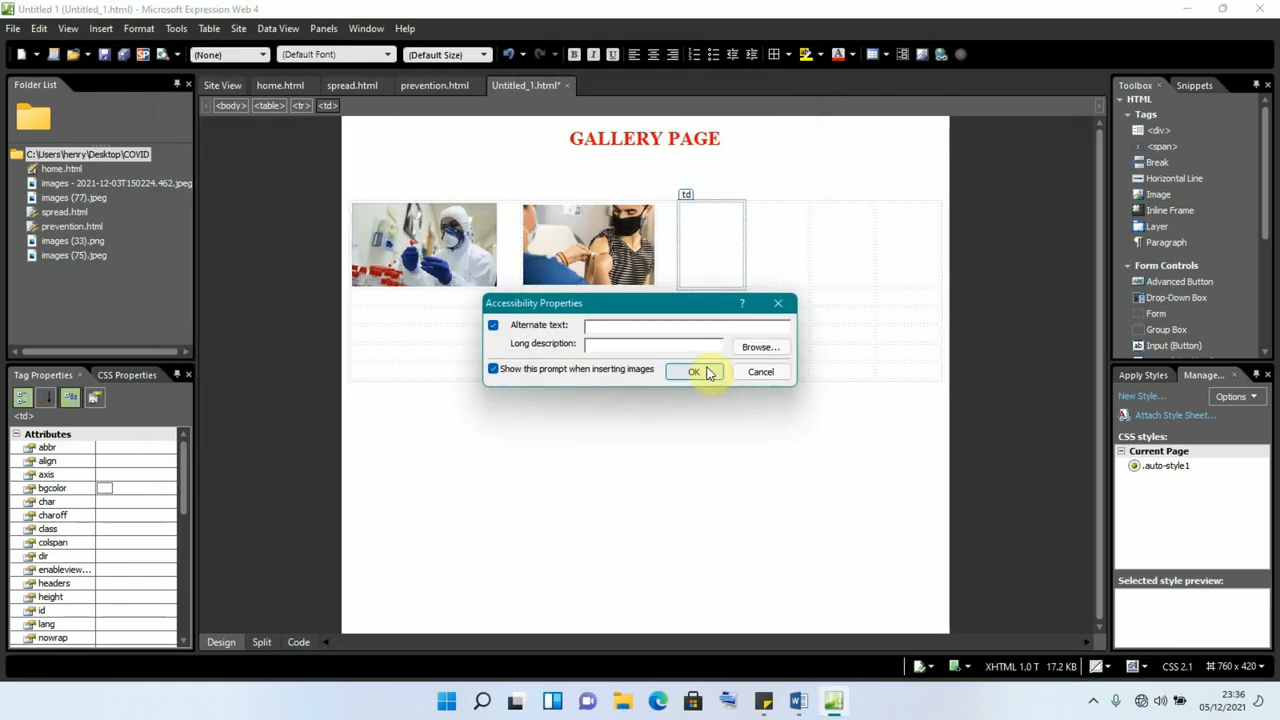 Untitled 1 (Untitled_1.html) - Microsoft Expression Web 4
File Edit View Insert Format Tools Table Site Data View Panels Window Help
(None) (Default Font) (Default Size) B I U A
Folder List
Site View home.html spread.html prevention.html Untitled_1.html* ×
Toolbox × Snippets
<body> <table> <tr> <td>
C:\Users\henry\Desktop\COVID
home.html
images - 2021-12-03T150224.462.jpeg
images (77).jpeg
spread.html
prevention.html
images (33).png
images (75).jpeg
GALLERY PAGE
td
Accessibility Properties
Alternate text:
Long description:
Browse...
Show this prompt when inserting images
OK
Cancel
HTML
Tags
<div>
<span>
Break
Horizontal Line
Image
Inline Frame
Layer
Paragraph
Form Controls
Advanced Button
Drop-Down Box
Form
Group Box
Input (Button)
Tag Properties × CSS Properties
<td>
Attributes
abbr
align
axis
bgcolor
char
charoff
class
colspan
dir
enableview...
headers
height
id
lang
nowrap
Apply Styles Manage... ×
New Style... Options
Attach Style Sheet...
CSS styles:
Current Page
.auto-style1
Selected style preview:
Design Split Code
XHTML 1.0 T 17.2 KB CSS 2.1 760 x 420
23:36
05/12/2021